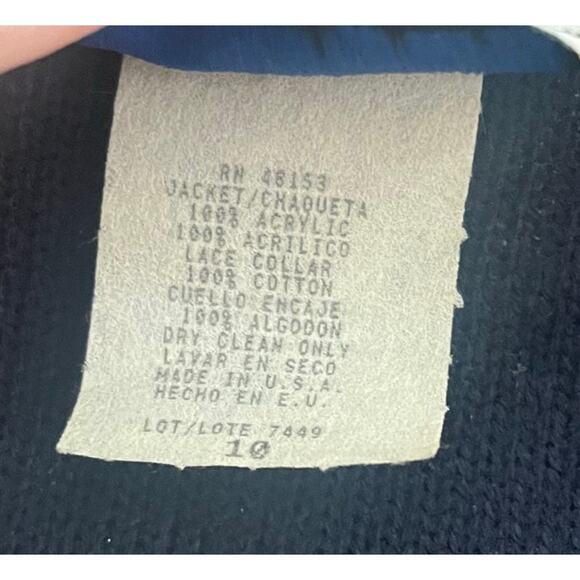 RN 48153
JACKET/CHAQUETA
100% ACRYLIC
100% ACRILICO
LACE COLLAR
100% COTTON
CUELLO ENCAJE
100% ALGODON
DRY CLEAN ONLY
LAVAR EN SECO
MADE IN U.S.A.
HECHO EN E.U.
LOT/LOTE 7449
10